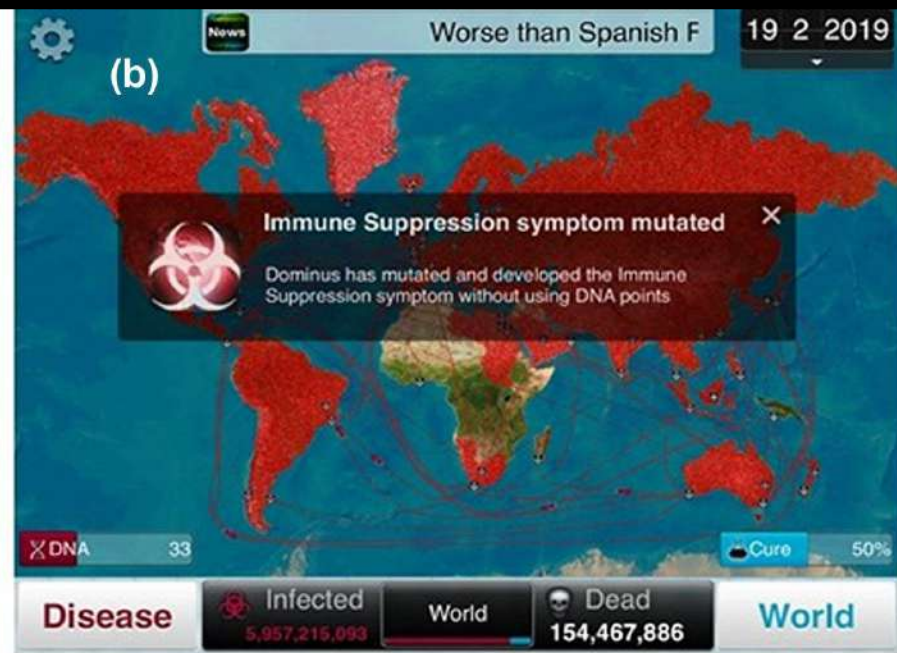 News
Worse than Spanish F
19 2 2019
(b)
Immune Suppression symptom mutated
Dominus has mutated and developed the Immune
Suppression symptom without using DNA points
DNA 33
Cure 50%
Disease
Infected
5,957,215,093
World
Dead
154,467,886
World